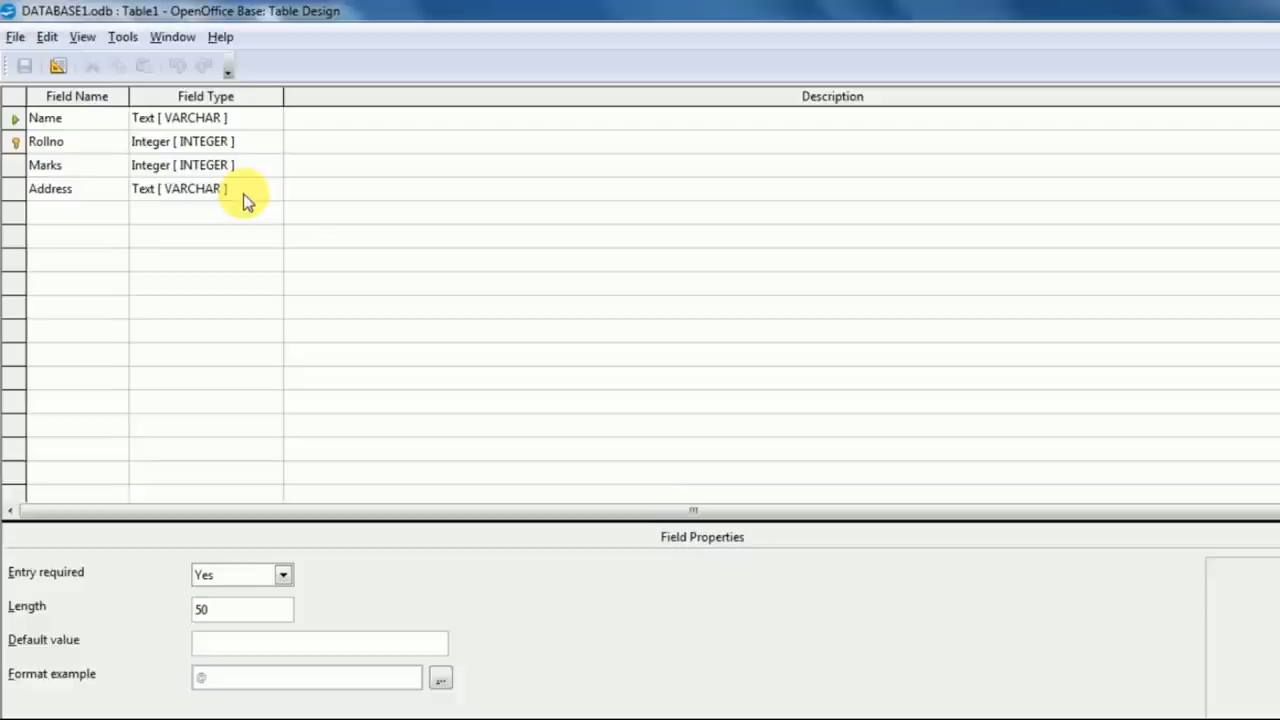 DATABASE1.odb : Table1 - OpenOffice Base: Table Design
File Edit View Tools Window Help
Field Name Field Type Description
Name Text [ VARCHAR ]
Rollno Integer [ INTEGER ]
Marks Integer [ INTEGER ]
Address Text [ VARCHAR ]
Field Properties
Entry required Yes
Length 50
Default value
Format example @ ...